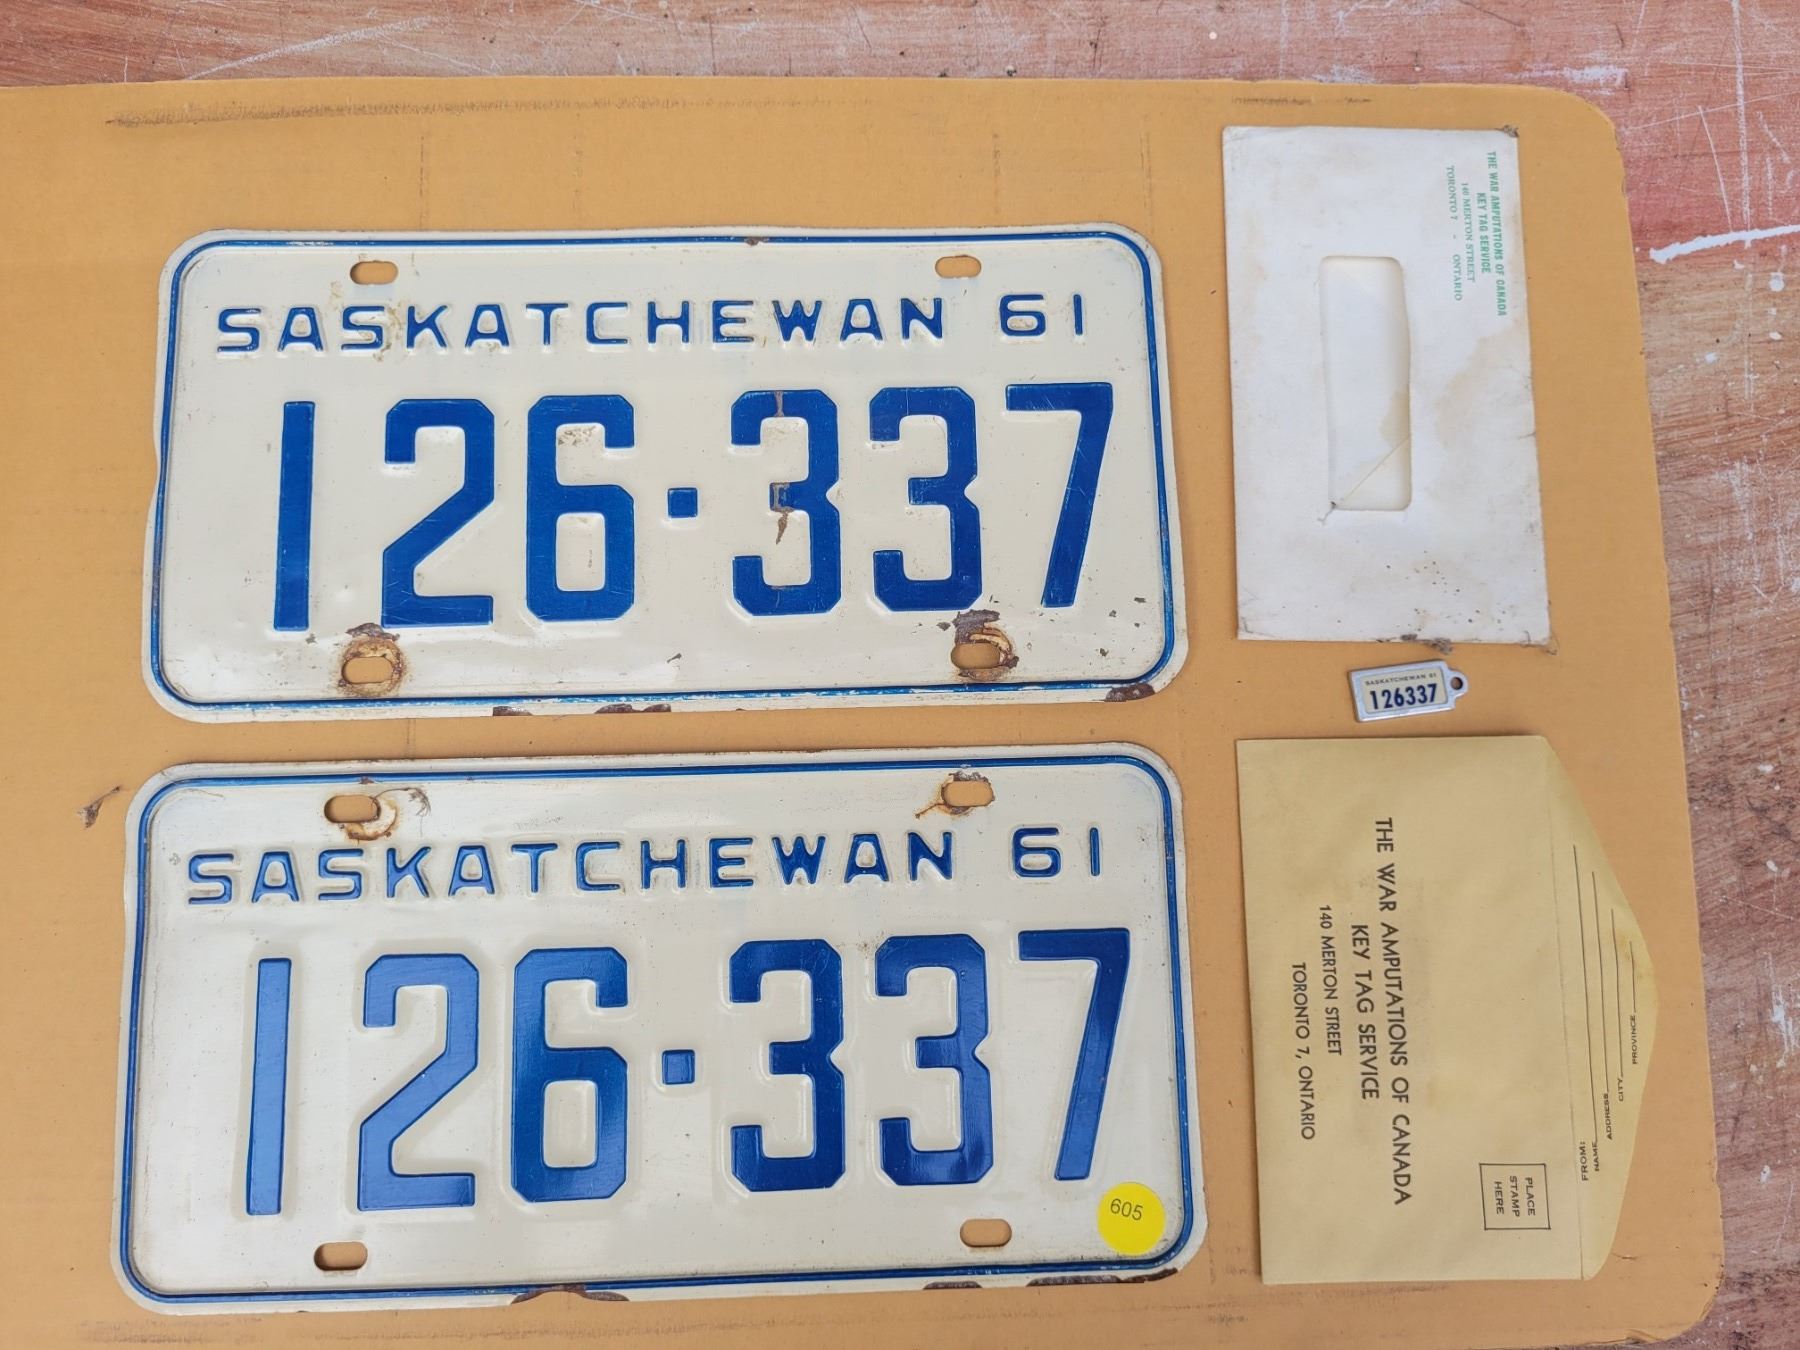 SASKATCHEWAN 61
126·337
SASKATCHEWAN 61
126·337
605
THE WAR AMPUTATIONS OF CANADA
KEY TAG SERVICE
140 MERTON STREET
TORONTO 7 - ONTARIO
SASKATCHEWAN 61
126337
THE WAR AMPUTATIONS OF CANADA
KEY TAG SERVICE
140 MERTON STREET
TORONTO 7, ONTARIO
PLACE
STAMP
HERE
FROM:
NAME
ADDRESS
CITY
PROVINCE